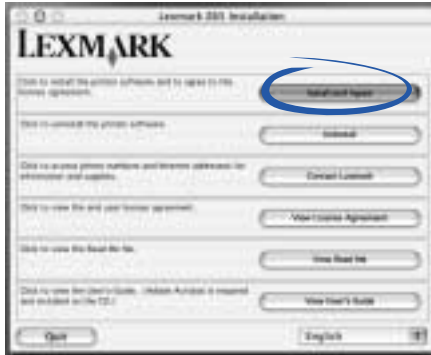 Lexmark Z65 Installation
LEXMARK
Click to install the printer software and to agree to the
license agreement.
Install and Agree
Click to uninstall the printer software.
Uninstall
Click to access phone numbers and Internet addresses for
information and supplies.
Contact Lexmark
Click to view the end user license agreement.
View License Agreement
Click to view the Read Me file.
View Read Me
Click to view the User's Guide. (Adobe Acrobat is required
and included on the CD.)
View User's Guide
Quit
English